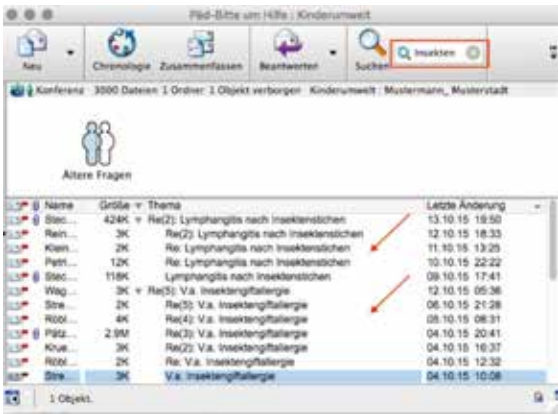 Päd-Bitte um Hilfe : Kinderumwelt
Neu Chronologie Zusammenfassen Beantworten Suchen Insekten
Konferenz 3000 Dateien 1 Ordner 1 Objekt verborgen Kinderumwelt : Mustermann_ Musterstadt
Ältere Fragen
Name Größe Thema Letzte Änderung
Stec... 424K Re(2): Lymphangitis nach Insektenstichen 13.10.15 19:50
Rein... 3K Re(2): Lymphangitis nach Insektenstichen 12.10.15 18:33
Klein... 2K Re: Lymphangitis nach Insektenstichen 11.10.15 13:25
Petri... 12K Re: Lymphangitis nach Insektenstichen 10.10.15 22:22
Stec... 118K Lymphangitis nach Insektenstichen 09.10.15 17:41
Wag... 3K Re(5): V.a. Insektengiftallergie 12.10.15 05:36
Stre... 2K Re(5): V.a. Insektengiftallergie 06.10.15 21:28
Röbl... 4K Re(4): V.a. Insektengiftallergie 05.10.15 08:31
Pätz... 2.9M Re(3): V.a. Insektengiftallergie 04.10.15 20:41
Krue... 3K Re(2): V.a. Insektengiftallergie 04.10.15 16:37
Röbl... 2K Re: V.a. Insektengiftallergie 04.10.15 12:32
Stre... 3K V.a. Insektengiftallergie 04.10.15 10:08
1 Objekt.